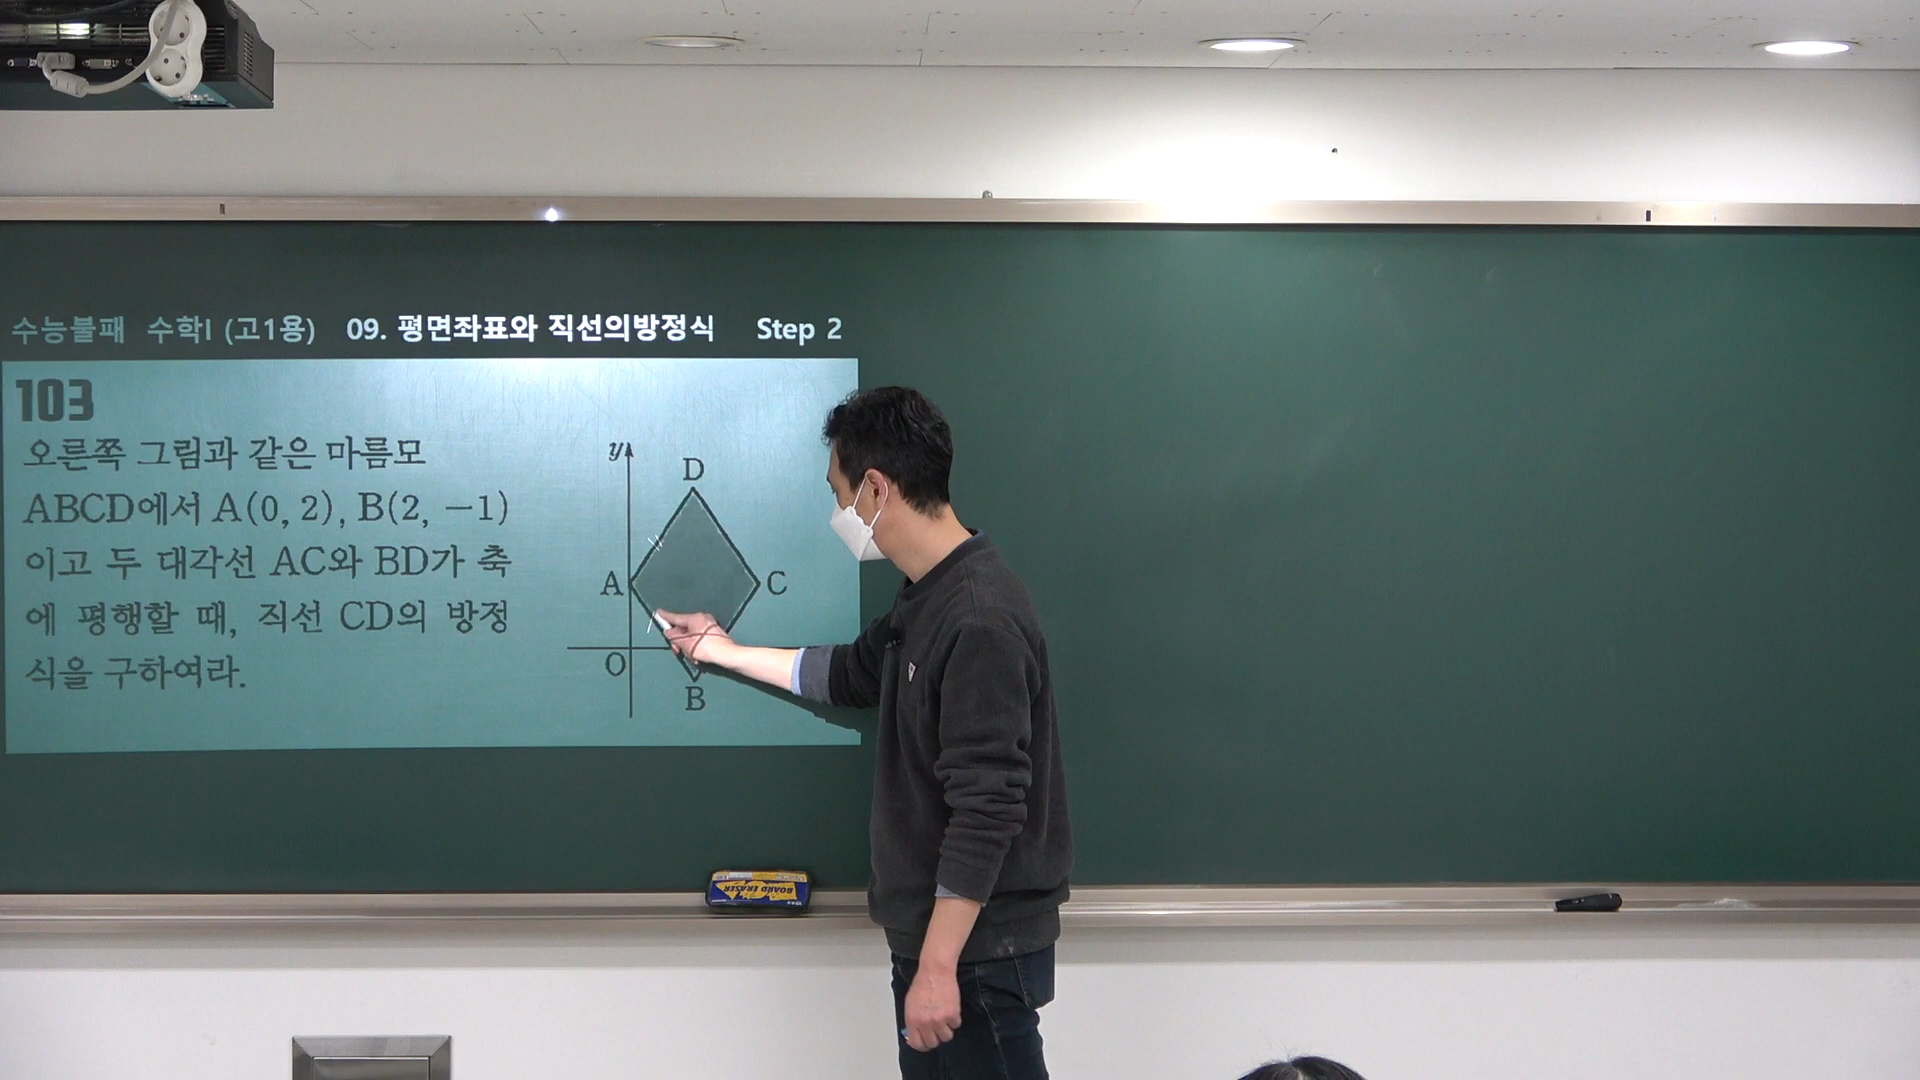 수능불패 수학I (고1용) 09. 평면좌표와 직선의방정식 Step 2
103
오른쪽 그림과 같은 마름모
ABCD에서 A(0, 2), B(2, −1)
이고 두 대각선 AC와 BD가 축
에 평행할 때, 직선 CD의 방정
식을 구하여라.
y
D
A
C
O
B
BOARD ERASER